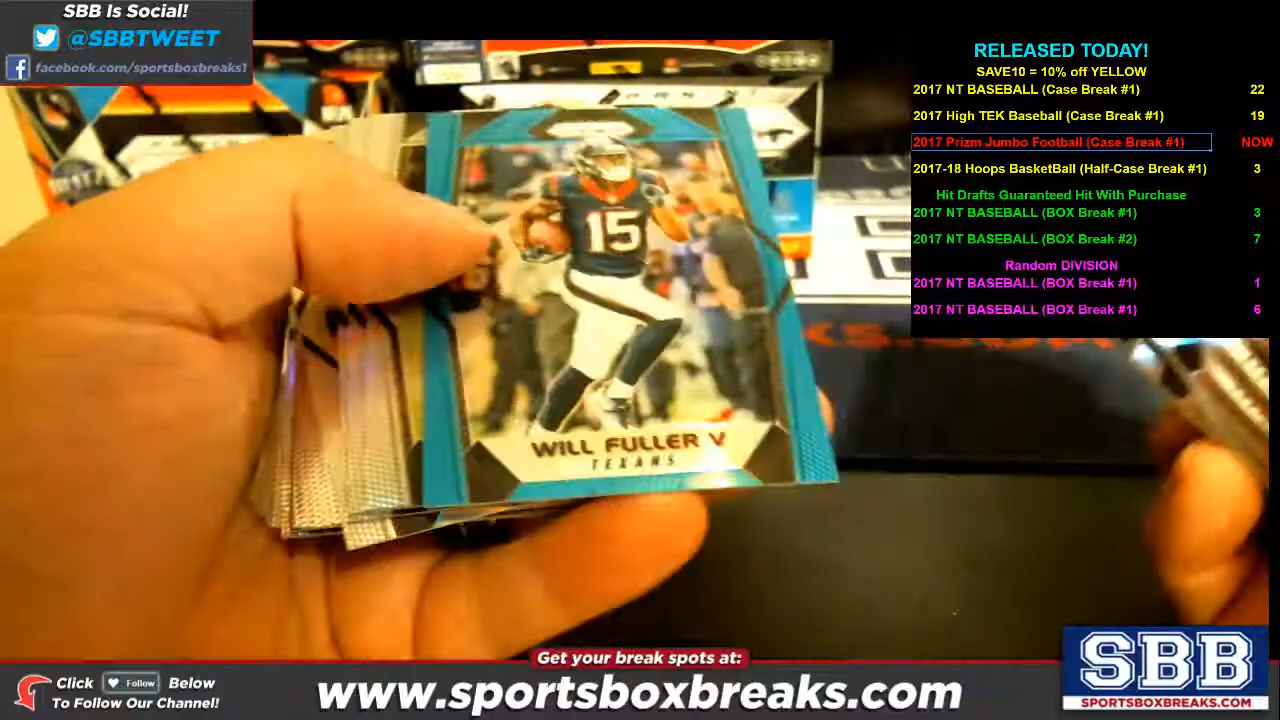 SBB Is Social!
@SBBTWEET
facebook.com/sportsboxbreaks1
RELEASED TODAY!
SAVE10 = 10% off YELLOW
2017 NT BASEBALL (Case Break #1) 22
2017 High TEK Baseball (Case Break #1) 19
2017 Prizm Jumbo Football (Case Break #1) NOW
2017-18 Hoops BasketBall (Half-Case Break #1) 3
Hit Drafts Guaranteed Hit With Purchase
2017 NT BASEBALL (BOX Break #1) 3
2017 NT BASEBALL (BOX Break #2) 7
Random DIVISION
2017 NT BASEBALL (BOX Break #1) 1
2017 NT BASEBALL (BOX Break #1) 6
15
WILL FULLER V
TEXANS
Get your break spots at:
Click Follow Below
To Follow Our Channel!
www.sportsboxbreaks.com
SBB
SPORTSBOXBREAKS.COM